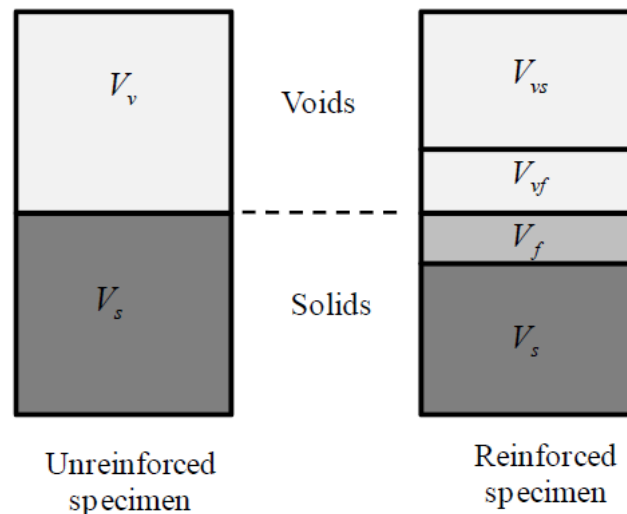 V_v
Voids
V_vs
V_vf
V_f
V_s
Solids
V_s
Unreinforced
specimen
Reinforced
specimen